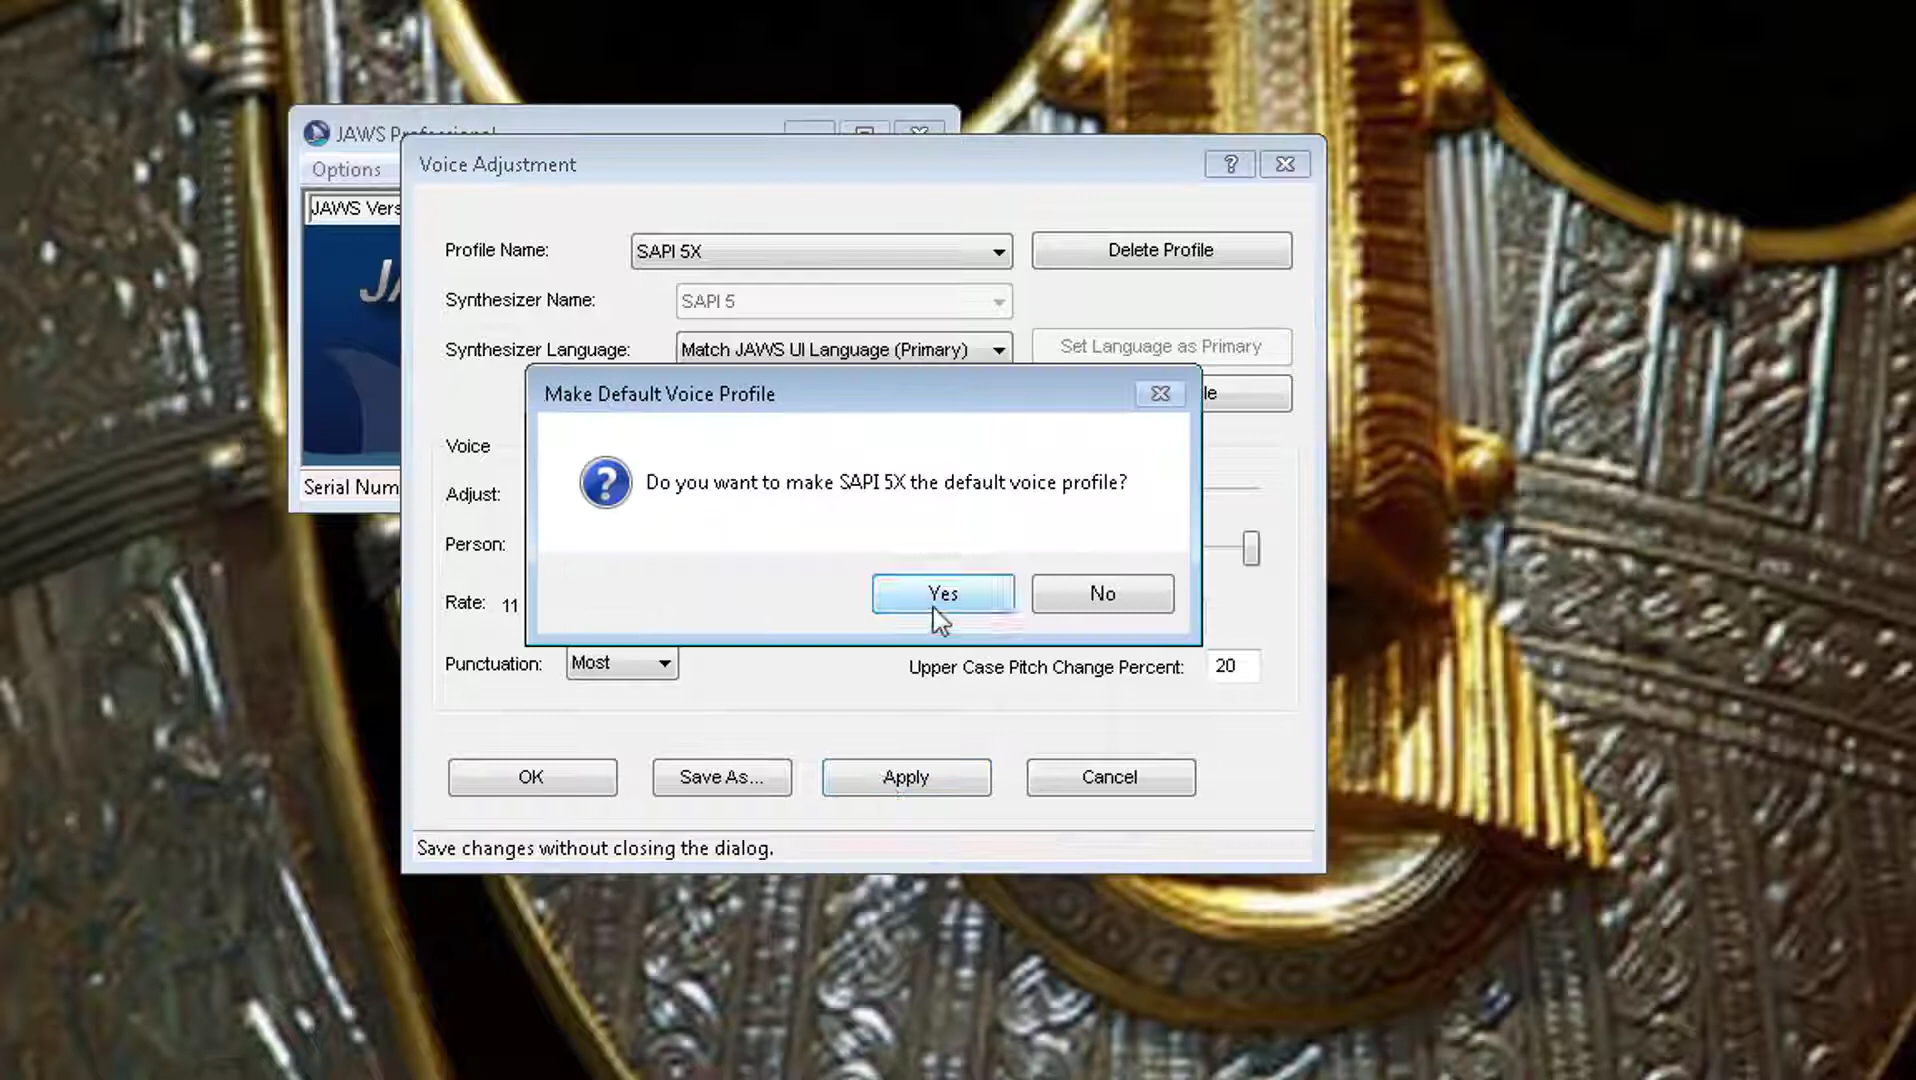 JAWS Professional
Options
JAWS Vers
JA
Serial Num
Voice Adjustment
Profile Name:
SAPI 5X
Delete Profile
Synthesizer Name:
SAPI 5
Synthesizer Language:
Match JAWS UI Language (Primary)
Set Language as Primary
le
Make Default Voice Profile
Do you want to make SAPI 5X the default voice profile?
Yes
No
Voice
Adjust:
Person:
Rate: 11
Punctuation:
Most
Upper Case Pitch Change Percent:
20
OK
Save As...
Apply
Cancel
Save changes without closing the dialog.